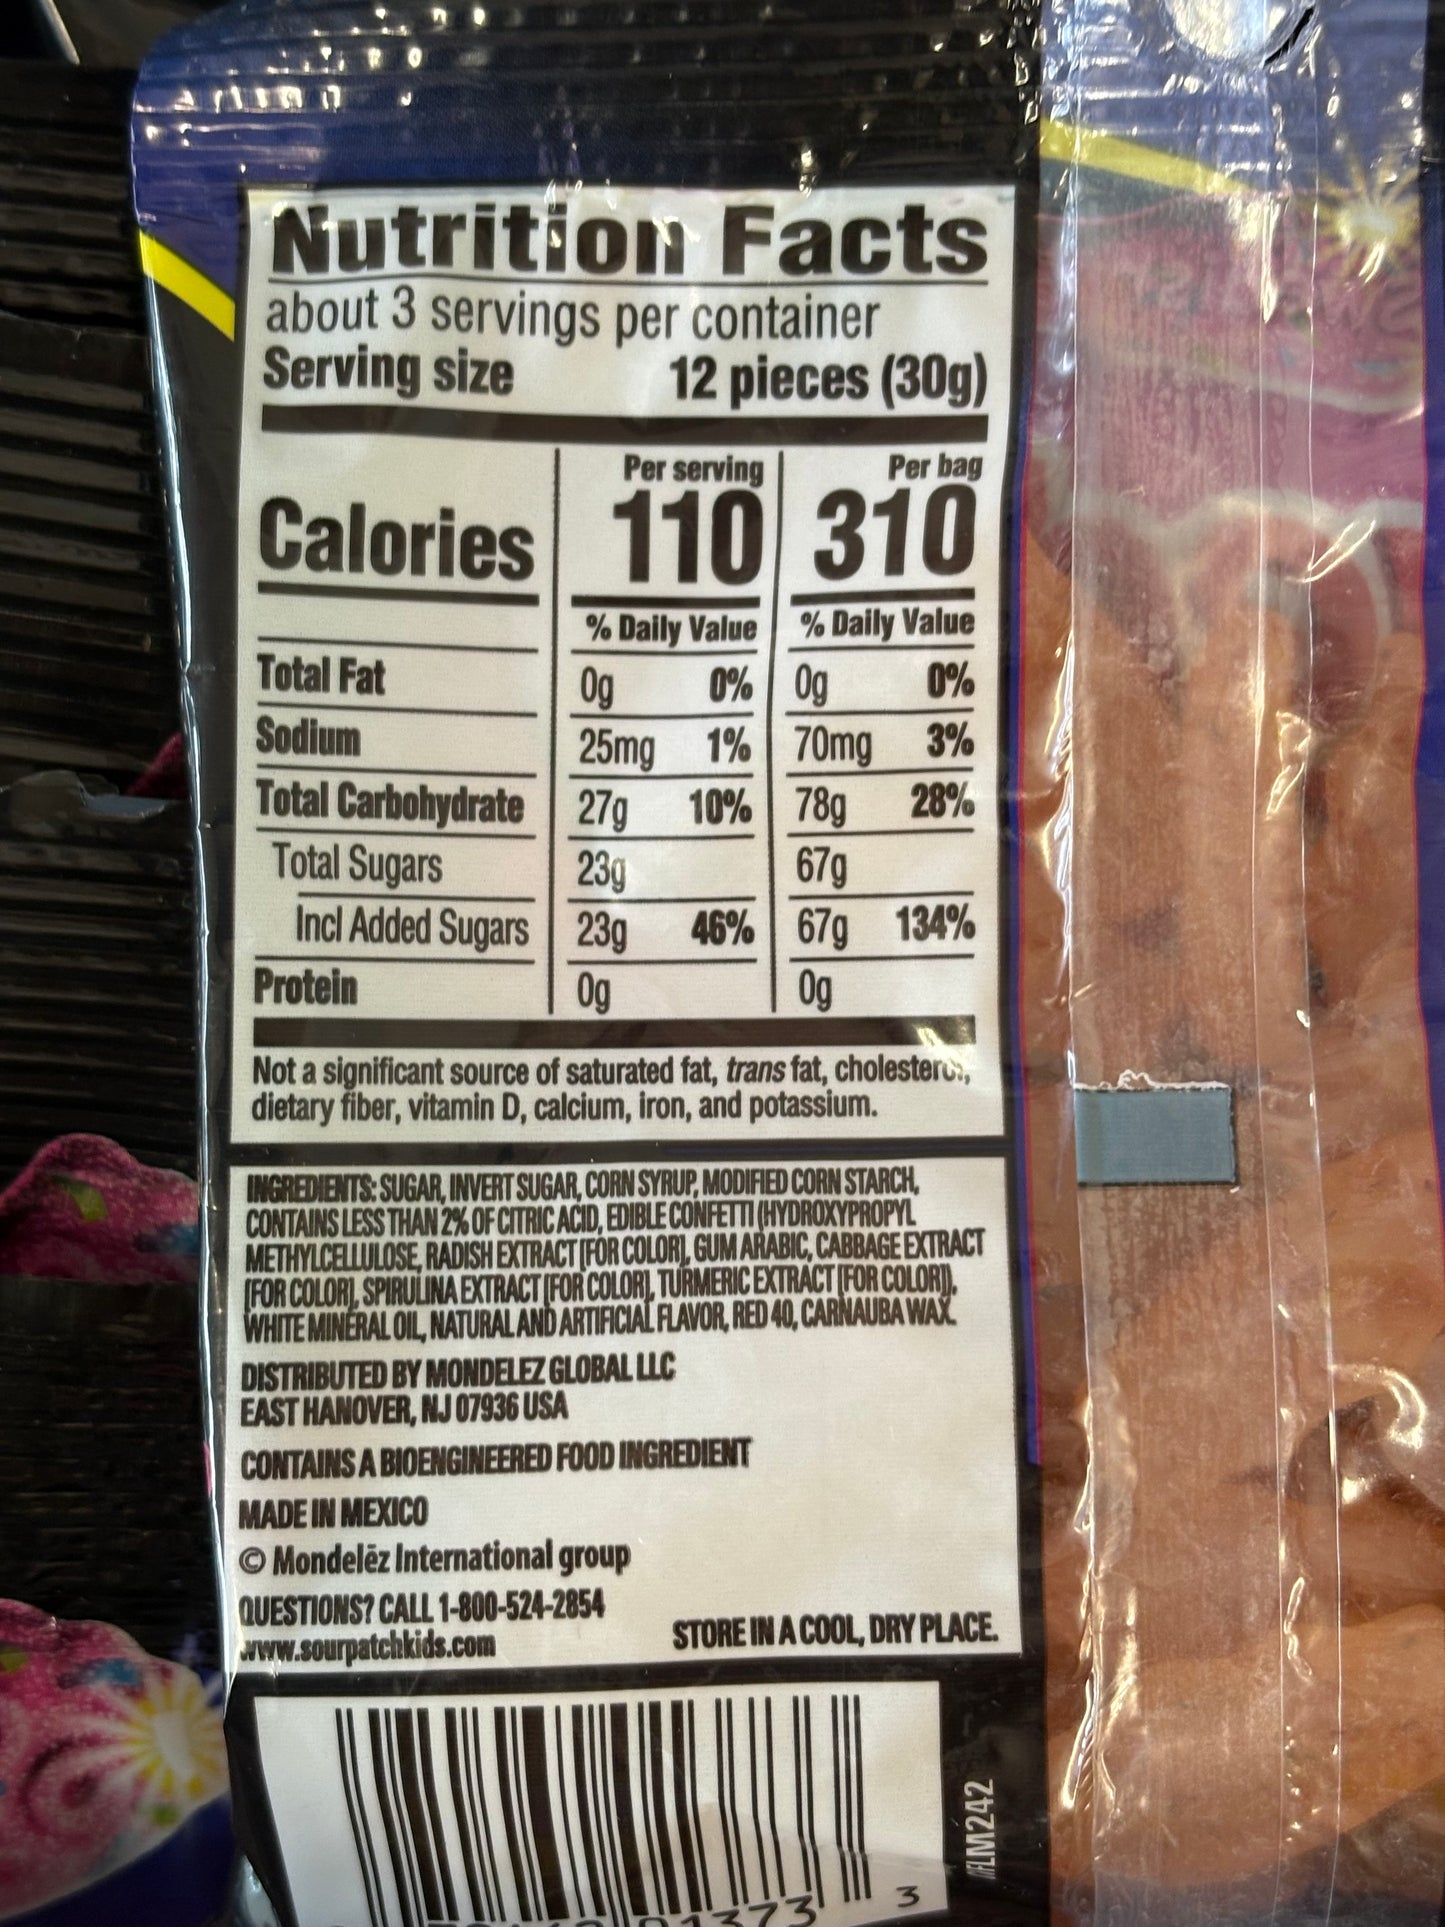 Nutrition Facts
about 3 servings per container
Serving size 12 pieces (30g)
Per serving Per bag
Calories 110 310
% Daily Value % Daily Value
Total Fat 0g 0% 0g 0%
Sodium 25mg 1% 70mg 3%
Total Carbohydrate 27g 10% 78g 28%
Total Sugars 23g 67g
Incl Added Sugars 23g 46% 67g 134%
Protein 0g 0g
Not a significant source of saturated fat, trans fat, cholesterol,
dietary fiber, vitamin D, calcium, iron, and potassium.
INGREDIENTS: SUGAR, INVERT SUGAR, CORN SYRUP, MODIFIED CORN STARCH,
CONTAINS LESS THAN 2% OF CITRIC ACID, EDIBLE CONFETTI (HYDROXYPROPYL
METHYLCELLULOSE, RADISH EXTRACT [FOR COLOR], GUM ARABIC, CABBAGE EXTRACT
[FOR COLOR], SPIRULINA EXTRACT [FOR COLOR], TURMERIC EXTRACT [FOR COLOR]),
WHITE MINERAL OIL, NATURAL AND ARTIFICIAL FLAVOR, RED 40, CARNAUBA WAX.
DISTRIBUTED BY MONDELEZ GLOBAL LLC
EAST HANOVER, NJ 07936 USA
CONTAINS A BIOENGINEERED FOOD INGREDIENT
MADE IN MEXICO
© Mondelēz International group
QUESTIONS? CALL 1-800-524-2854
www.sourpatchkids.com
STORE IN A COOL, DRY PLACE.
3